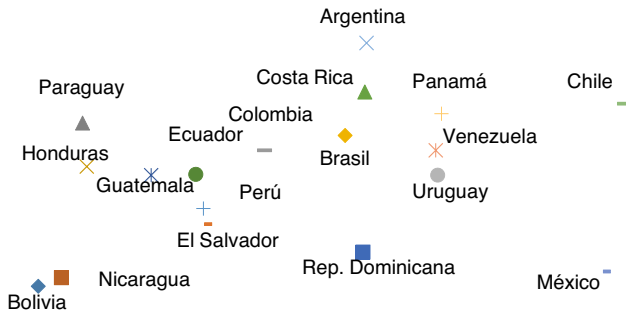 Argentina
Costa Rica
Panamá
Chile
Paraguay
Colombia
Ecuador
Venezuela
Honduras
Brasil
Guatemala
Perú
Uruguay
El Salvador
Rep. Dominicana
Nicaragua
México
Bolivia